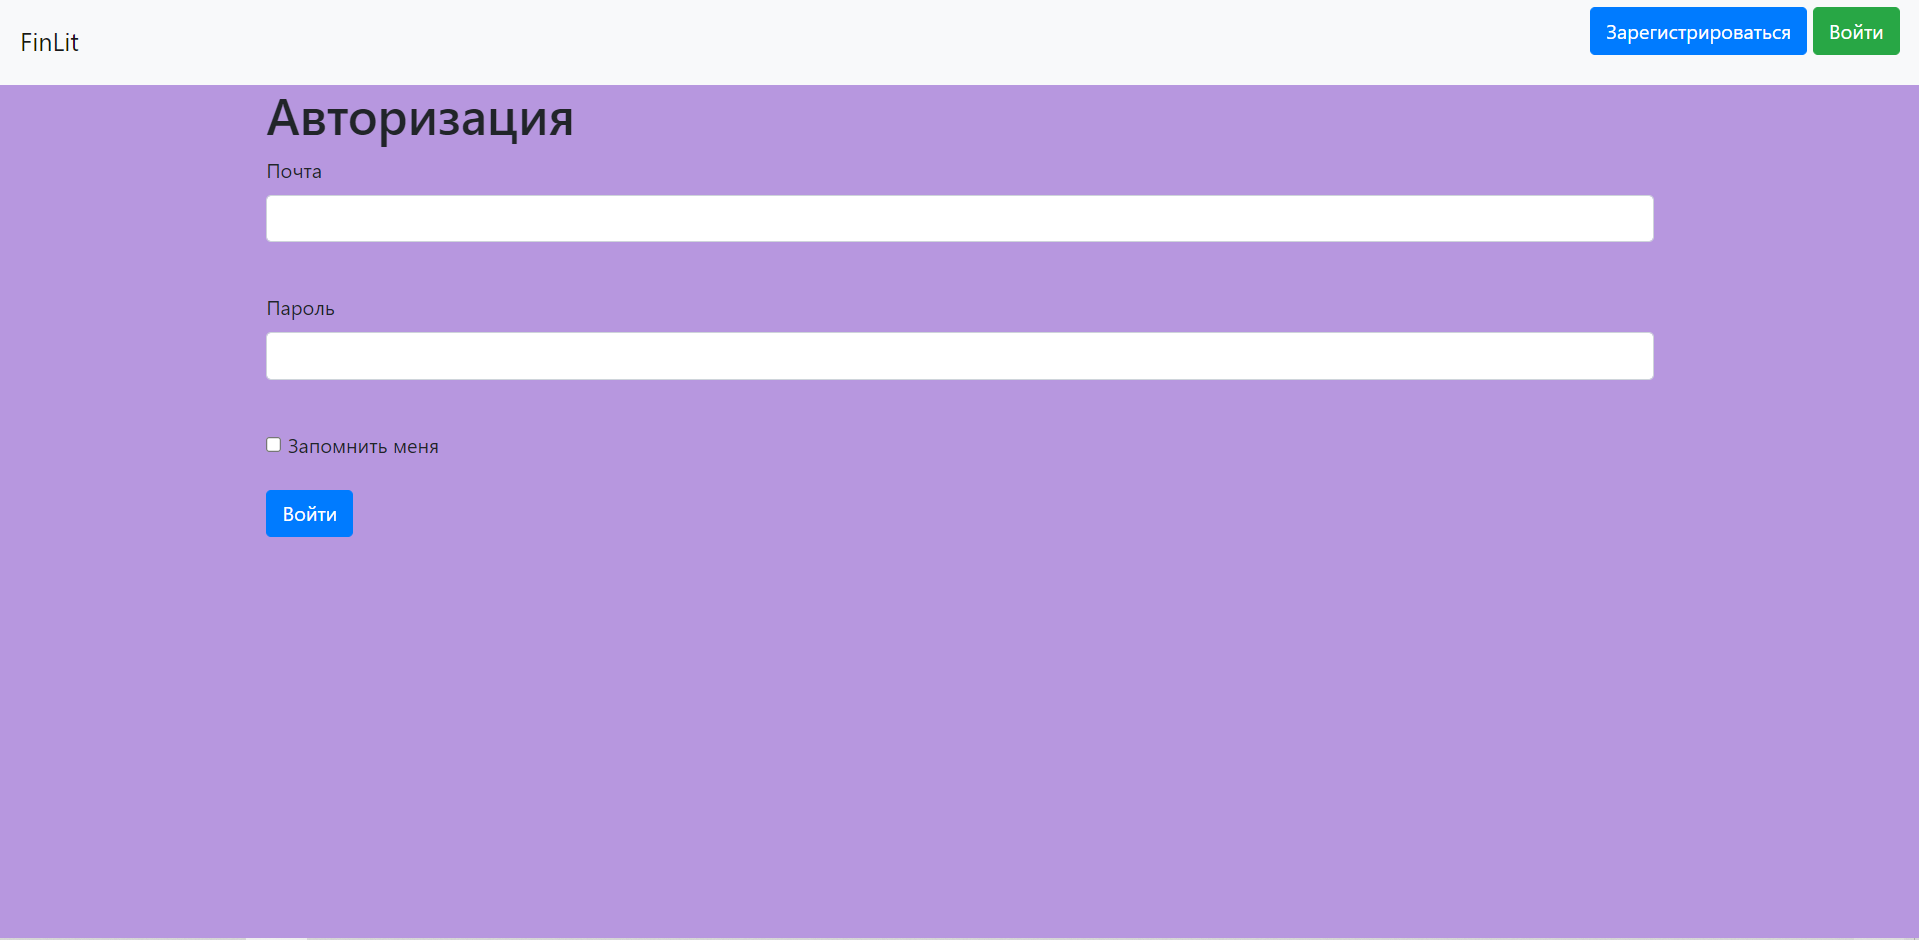 FinLit
Зарегистрироваться
Войти
Авторизация
Почта
Пароль
Запомнить меня
Войти